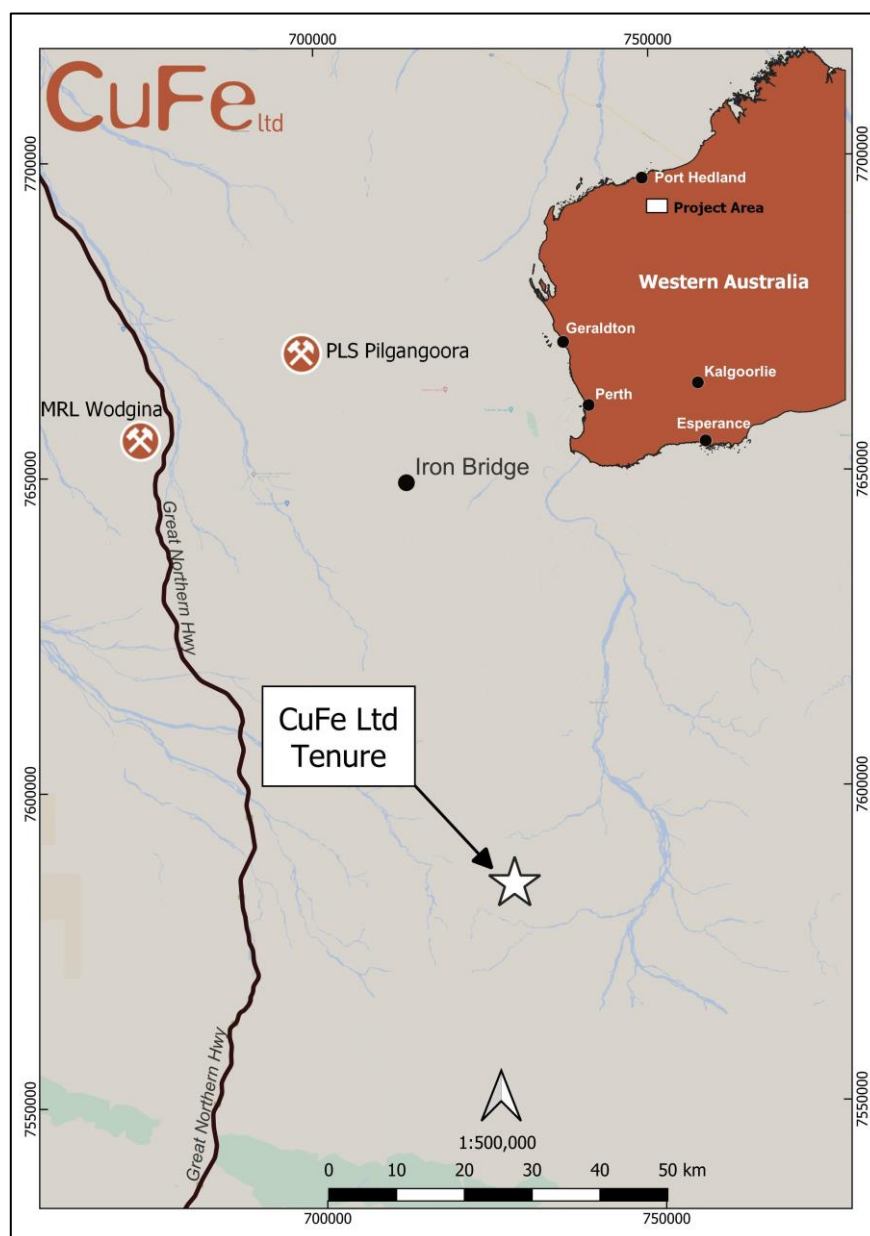 700000
750000
CuFe ltd
7700000
7700000
Port Hedland
Project Area
Western Australia
Geraldton
Kalgoorlie
Perth
Esperance
PLS Pilgangoora
MRL Wodgina
Iron Bridge
7650000
7650000
Great Northern Hwy
CuFe Ltd
Tenure
7600000
7600000
Great Northern Hwy
7550000
7550000
1:500,000
0 10 20 30 40 50 km
700000
750000